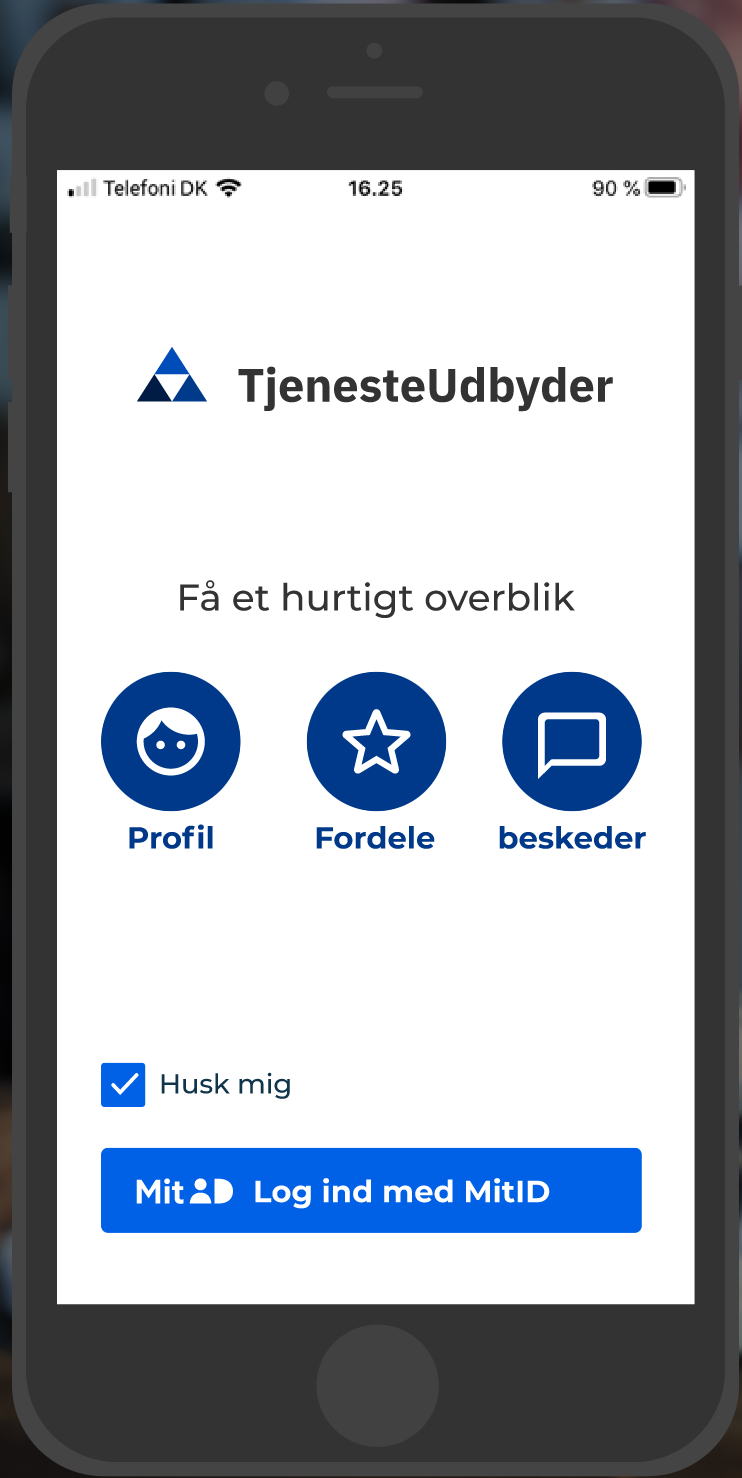 Telefoni DK 16.25 90 %
TjenesteUdbyder
Få et hurtigt overblik
Profil Fordele beskeder
Husk mig
MitID Log ind med MitID